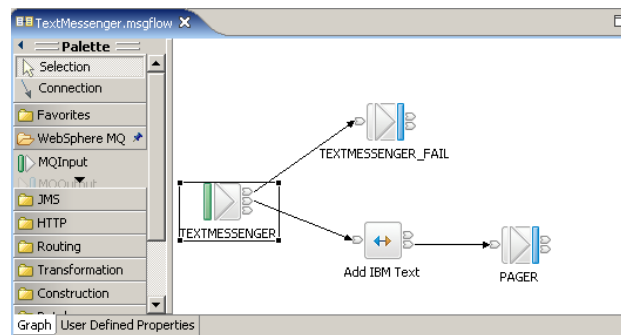 TextMessenger.msgflow
Palette
Selection
Connection
Favorites
WebSphere MQ
MQInput
JMS
HTTP
Routing
Transformation
Construction
TEXTMESSENGER_FAIL
TEXTMESSENGER
Add IBM Text
PAGER
Graph
User Defined Properties